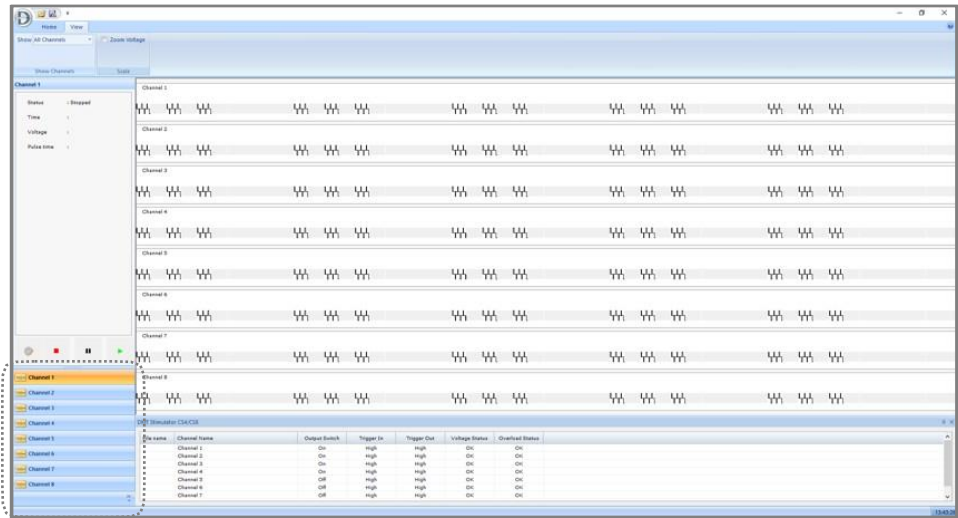 D
Home View
Show All Channels Zoom Voltage
Show Channels Scale
Channel 1
Status : Stopped
Time :
Voltage :
Pulse time :
Channel 1
Channel 2
Channel 3
Channel 4
Channel 5
Channel 6
Channel 7
Channel 8
Channel 1
Channel 2
Channel 3
Channel 4
Channel 5
Channel 6
Channel 7
Channel 8
Stimulator CS4/CS8
name Channel Name Output Switch Trigger In Trigger Out Voltage Status Overload Status
Channel 1 On High High OK OK
Channel 2 On High High OK OK
Channel 3 On High High OK OK
Channel 4 On High High OK OK
Channel 5 Off High High OK OK
Channel 6 Off High High OK OK
Channel 7 Off High High OK OK